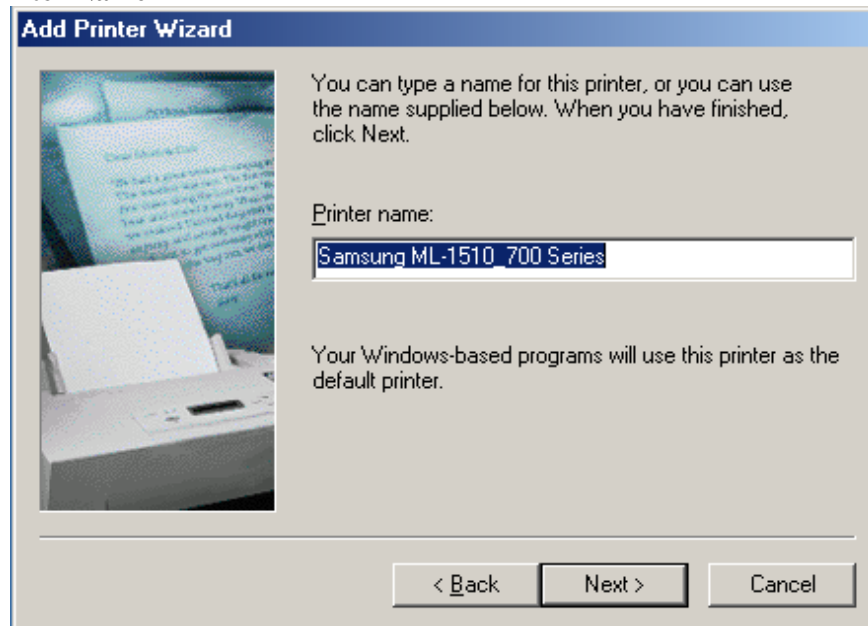 Add Printer Wizard
You can type a name for this printer, or you can use
the name supplied below. When you have finished,
click Next.
Printer name:
Samsung ML-1510_700 Series
Your Windows-based programs will use this printer as the
default printer.
< Back
Next >
Cancel